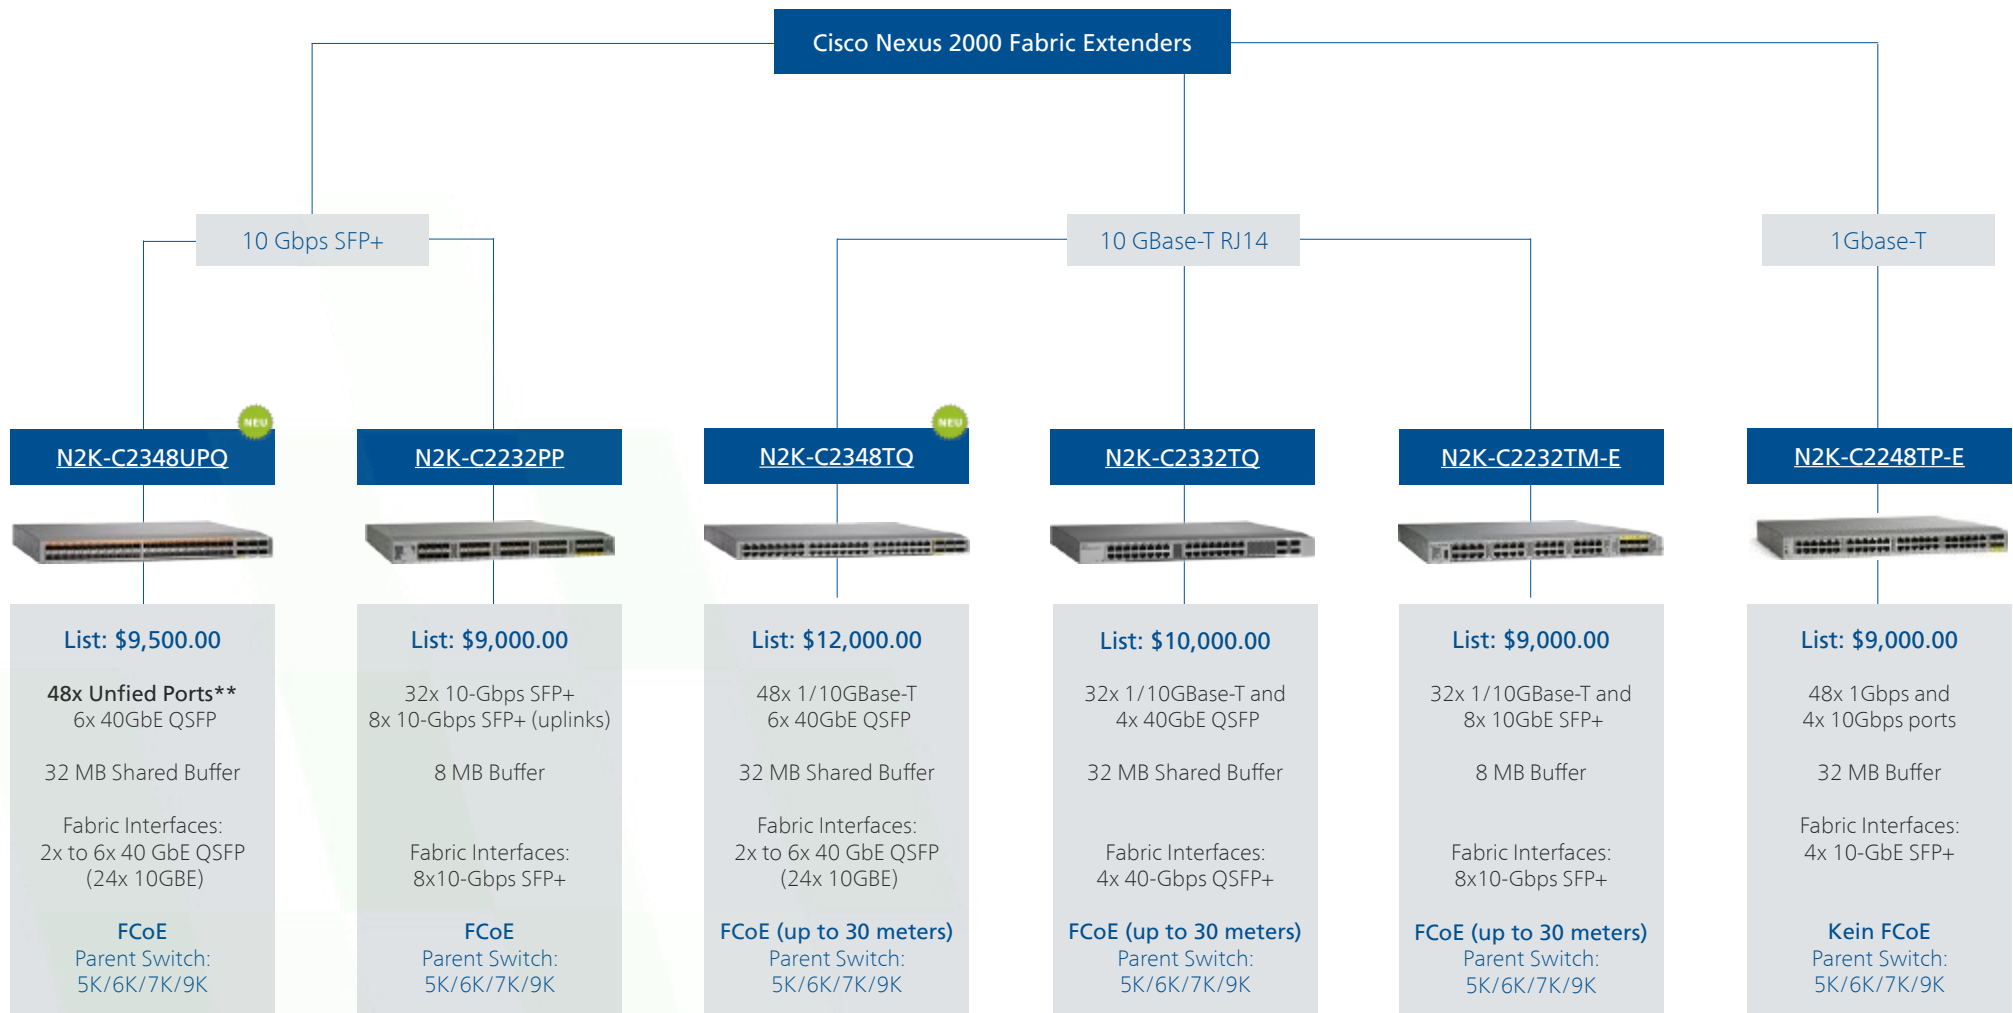 Cisco Nexus 2000 Fabric Extenders
10 Gbps SFP+
10 GBase-T RJ14
1Gbase-T
NEU
N2K-C2348UPQ
List: $9,500.00
48x Unfied Ports**
6x 40GbE QSFP
32 MB Shared Buffer
Fabric Interfaces:
2x to 6x 40 GbE QSFP
(24x 10GBE)
FCoE
Parent Switch:
5K/6K/7K/9K
N2K-C2232PP
List: $9,000.00
32x 10-Gbps SFP+
8x 10-Gbps SFP+ (uplinks)
8 MB Buffer
Fabric Interfaces:
8x10-Gbps SFP+
FCoE
Parent Switch:
5K/6K/7K/9K
NEU
N2K-C2348TQ
List: $12,000.00
48x 1/10GBase-T
6x 40GbE QSFP
32 MB Shared Buffer
Fabric Interfaces:
2x to 6x 40 GbE QSFP
(24x 10GBE)
FCoE (up to 30 meters)
Parent Switch:
5K/6K/7K/9K
N2K-C2332TQ
List: $10,000.00
32x 1/10GBase-T and
4x 40GbE QSFP
32 MB Shared Buffer
Fabric Interfaces:
4x 40-Gbps QSFP+
FCoE (up to 30 meters)
Parent Switch:
5K/6K/7K/9K
N2K-C2232TM-E
List: $9,000.00
32x 1/10GBase-T and
8x 10GbE SFP+
8 MB Buffer
Fabric Interfaces:
8x10-Gbps SFP+
FCoE (up to 30 meters)
Parent Switch:
5K/6K/7K/9K
N2K-C2248TP-E
List: $9,000.00
48x 1Gbps and
4x 10Gbps ports
32 MB Buffer
Fabric Interfaces:
4x 10-GbE SFP+
Kein FCoE
Parent Switch:
5K/6K/7K/9K